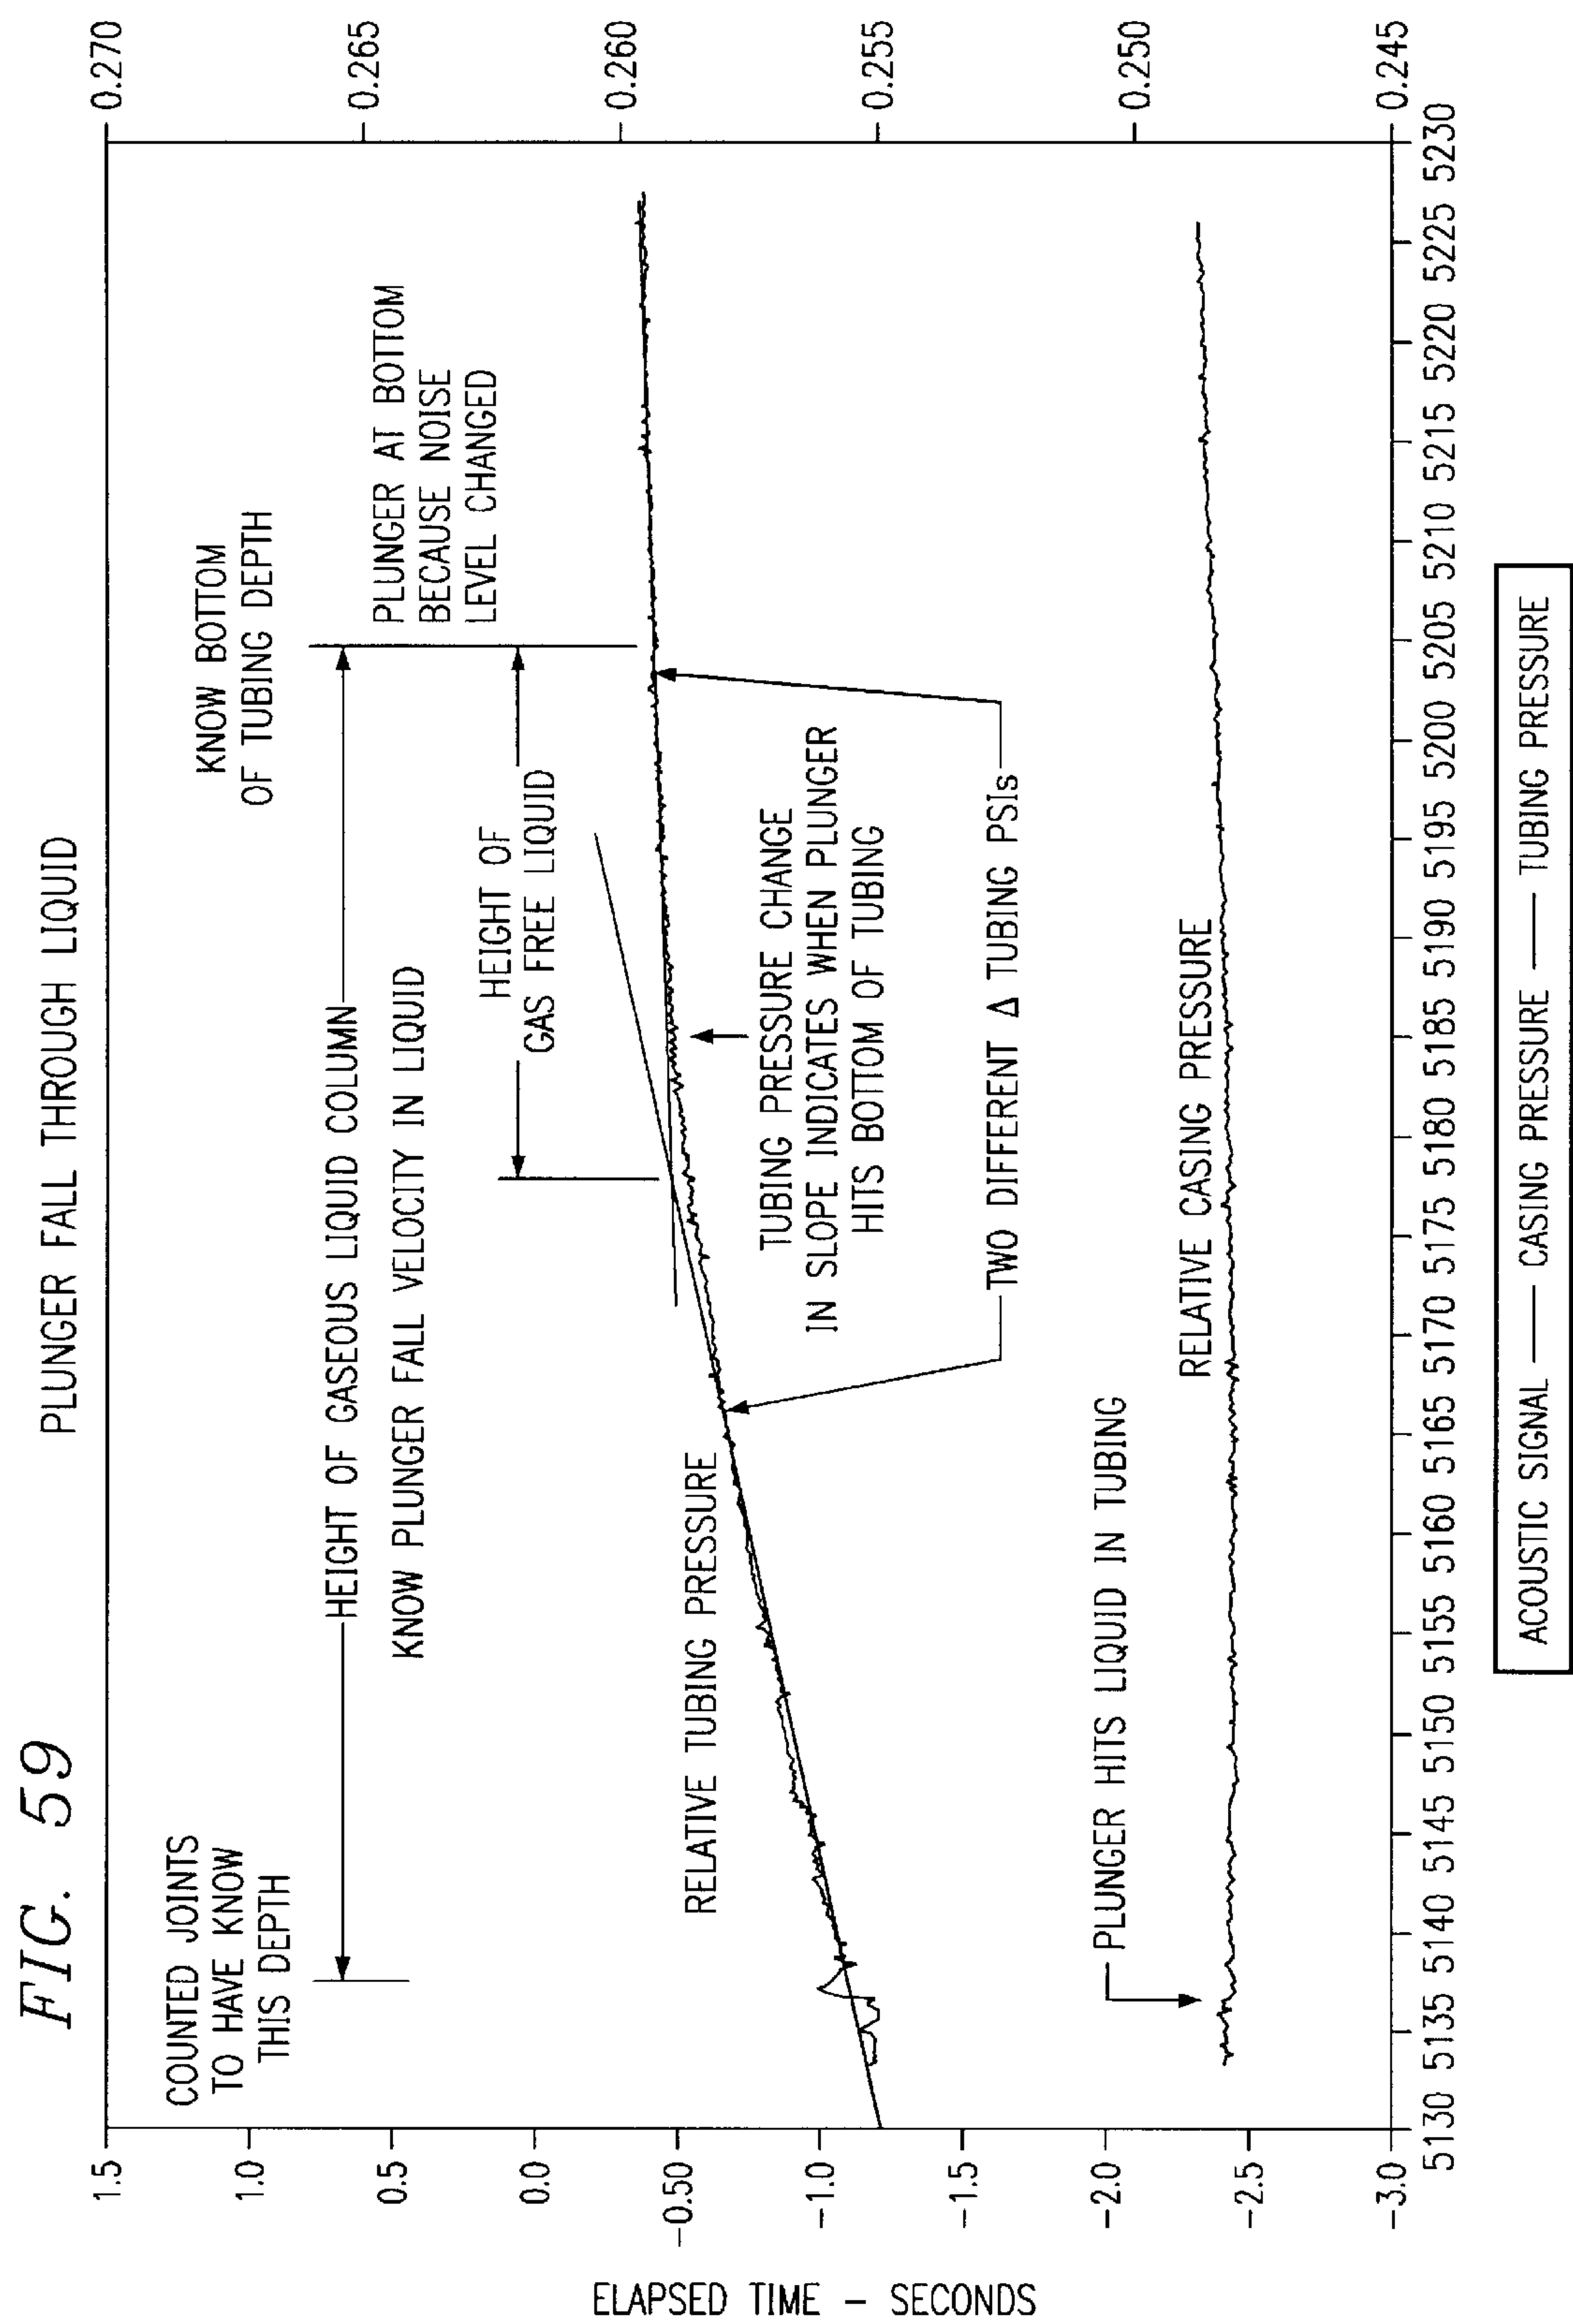 FIG. 59
PLUNGER FALL THROUGH LIQUID
COUNTED JOINTS
TO HAVE KNOW
THIS DEPTH
KNOW BOTTOM
OF TUBING DEPTH
HEIGHT OF GASEOUS LIQUID COLUMN
KNOW PLUNGER FALL VELOCITY IN LIQUID
PLUNGER AT BOTTOM
BECAUSE NOISE
LEVEL CHANGED
HEIGHT OF
GAS FREE LIQUID
RELATIVE TUBING PRESSURE
TUBING PRESSURE CHANGE
IN SLOPE INDICATES WHEN PLUNGER
HITS BOTTOM OF TUBING
TWO DIFFERENT Δ TUBING PSIs
PLUNGER HITS LIQUID IN TUBING
RELATIVE CASING PRESSURE
ELAPSED TIME – SECONDS
1.5
1.0
0.5
0.0
–0.50
–1.0
–1.5
–2.0
–2.5
–3.0
0.270
0.265
0.260
0.255
0.250
0.245
5130 5135 5140 5145 5150 5155 5160 5165 5170 5175 5180 5185 5190 5195 5200 5205 5210 5215 5220 5225 5230
ACOUSTIC SIGNAL —— CASING PRESSURE —— TUBING PRESSURE